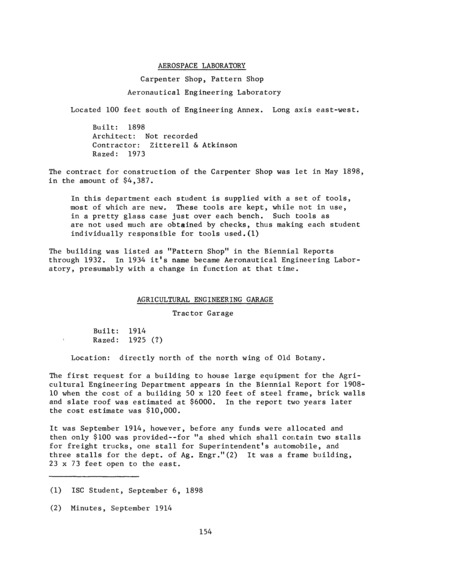 AEROSPACE LABORATORY
Carpenter Shop, Pattern Shop
Aeronautical Engineering Laboratory
Located 100 feet south of Engineering Annex. Long axis east-west.
Built: 1898
Architect: Not recorded
Contractor: Zitterell & Atkinson
Razed: 1973
The contract for construction of the Carpenter Shop was let in May 1898,
in the amount of $4,387.
In this department each student is supplied with a set of tools,
most of which are new. These tools are kept, while not in use,
in a pretty glass case just over each bench. Such tools as
are not used much are obtained by checks, thus making each student
individually responsible for tools used.(1)
The building was listed as "Pattern Shop" in the Biennial Reports
through 1932. In 1934 it's name became Aeronautical Engineering Labor-
atory, presumably with a change in function at that time.
AGRICULTURAL ENGINEERING GARAGE
Tractor Garage
Built: 1914
Razed: 1925 (?)
Location: directly north of the north wing of Old Botany.
The first request for a building to house large equipment for the Agri-
cultural Engineering Department appears in the Biennial Report for 1908-
10 when the cost of a building 50 x 120 feet of steel frame, brick walls
and slate roof was estimated at $6000. In the report two years later
the cost estimate was $10,000.
It was September 1914, however, before any funds were allocated and
then only $100 was provided--for "a shed which shall contain two stalls
for freight trucks, one stall for Superintendent's automobile, and
three stalls for the dept. of Ag. Engr."(2) It was a frame building,
23 x 73 feet open to the east.
(1) ISC Student, September 6, 1898
(2) Minutes, September 1914
154